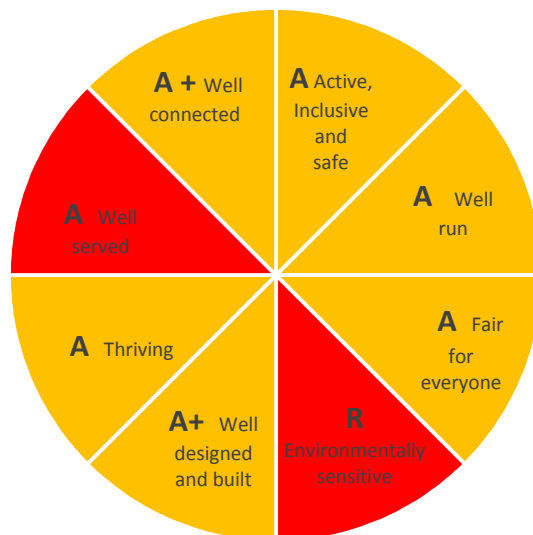 A Active,
Inclusive
and
safe
A Well
run
A Fair
for
everyone
R
Environmentally
sensitive
A+ Well
designed
and built
A Thriving
A Well
served
A + Well
connected